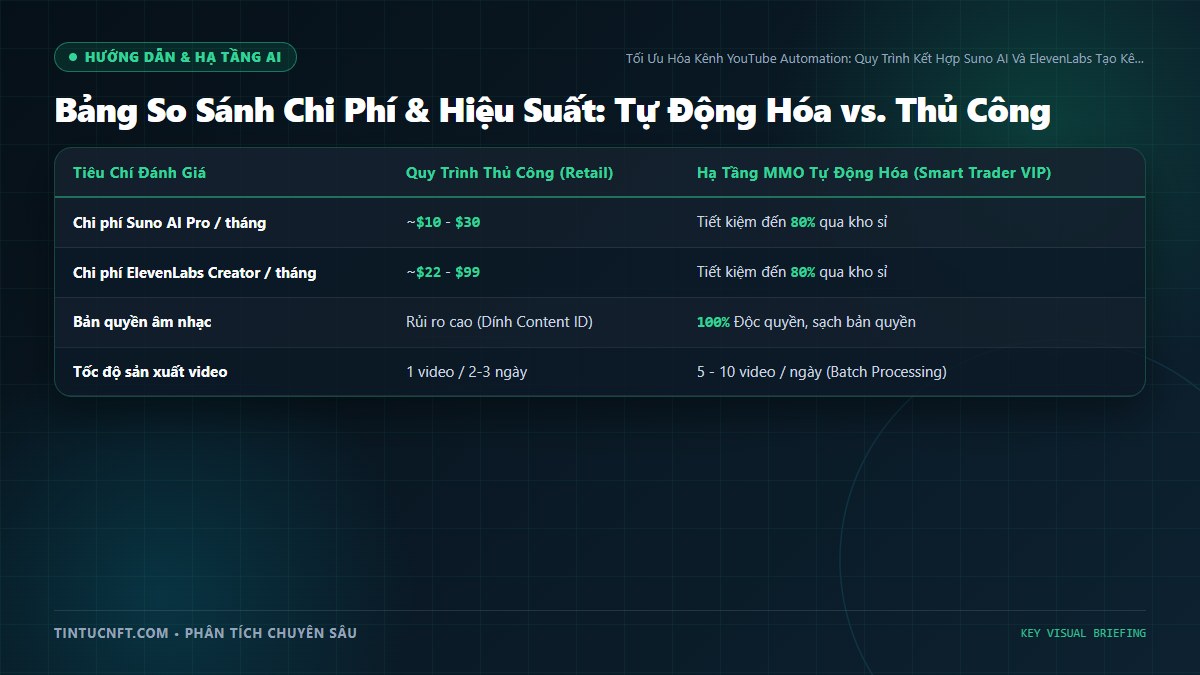 HƯỚNG DẪN & HẠ TẦNG AI
Tối Ưu Hóa Kênh YouTube Automation: Quy Trình Kết Hợp Suno AI Và ElevenLabs Tạo Kê...
Bảng So Sánh Chi Phí & Hiệu Suất: Tự Động Hóa vs. Thủ Công
Tiêu Chí Đánh Giá Quy Trình Thủ Công (Retail) Hạ Tầng MMO Tự Động Hóa (Smart Trader VIP)
Chi phí Suno AI Pro / tháng ~$10 - $30 Tiết kiệm đến 80% qua kho sỉ
Chi phí ElevenLabs Creator / tháng ~$22 - $99 Tiết kiệm đến 80% qua kho sỉ
Bản quyền âm nhạc Rủi ro cao (Dính Content ID) 100% Độc quyền, sạch bản quyền
Tốc độ sản xuất video 1 video / 2-3 ngày 5 - 10 video / ngày (Batch Processing)
TINTUCNFT.COM • PHÂN TÍCH CHUYÊN SÂU
KEY VISUAL BRIEFING